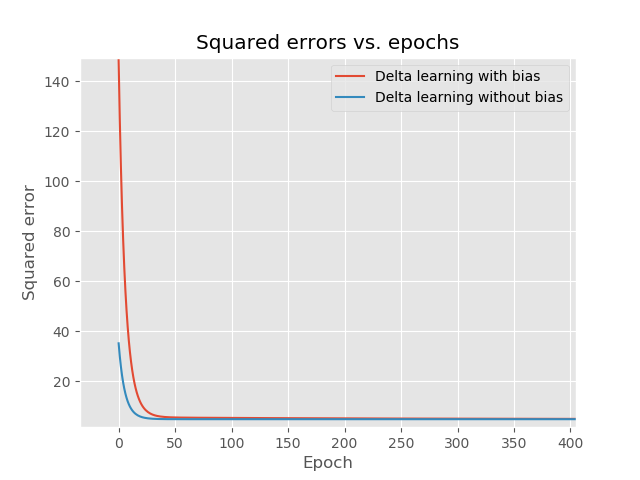 Squared errors vs. epochs
Delta learning with bias
Delta learning without bias
Squared error
140
120
100
80
60
40
20
0 50 100 150 200 250 300 350 400
Epoch